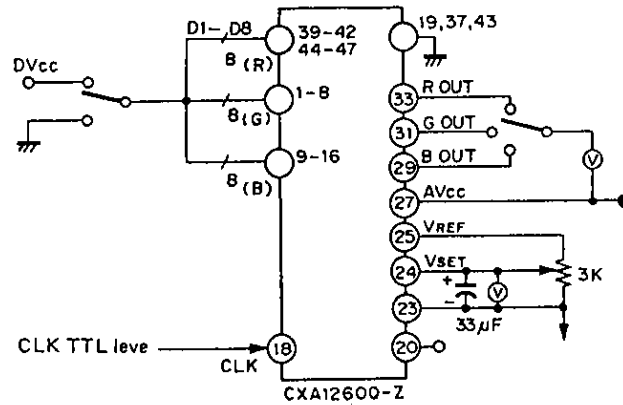 D1- D8
39-42
44-47
19,37,43
8 (R)
DVcc
1-8
8(G)
9-16
8(B)
33 R OUT
31 G OUT
29 B OUT
V
27 AVcc
25 VREF
24 VSET
+
-
V
3K
23
33µF
CLK TTL leve
CLK
18
20
CXA1260Q-Z